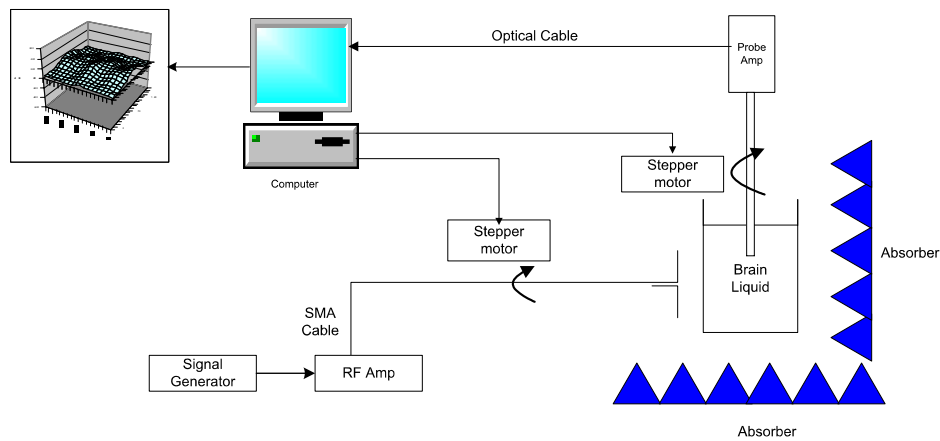 Optical Cable
Probe
Amp
Stepper
motor
Computer
Stepper
motor
Absorber
Brain
Liquid
SMA
Cable
Signal
Generator
RF Amp
Absorber